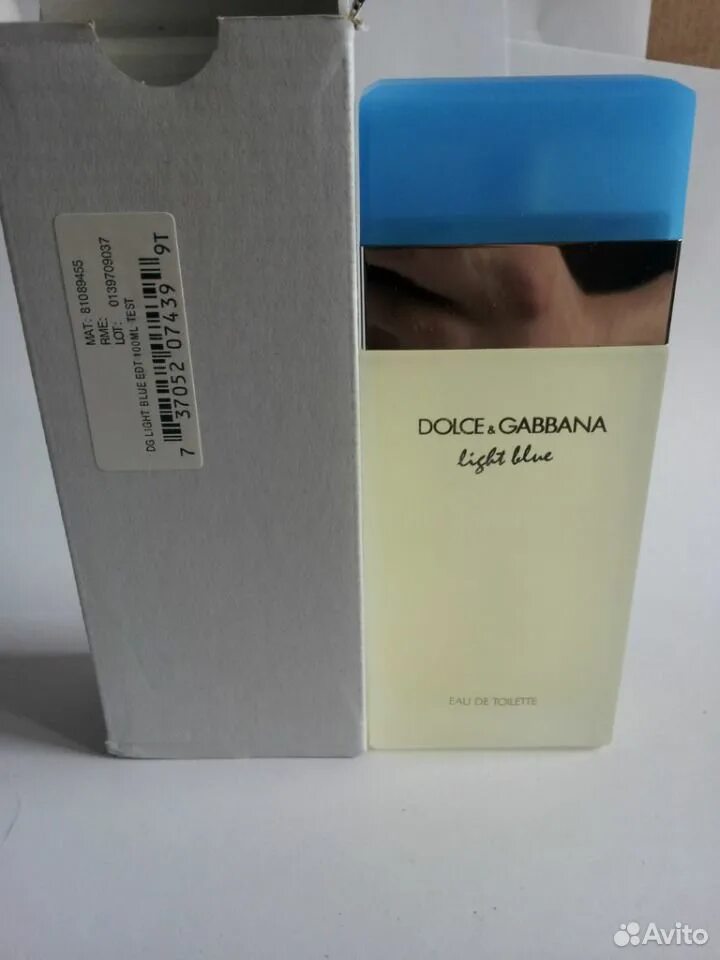 MAT: 81089455
RME: 0139709037
LOT:
DG LIGHT BLUE EDT 100ML TEST
7 37052 07439 9T
DOLCE & GABBANA
light blue
EAU DE TOILETTE
Avito